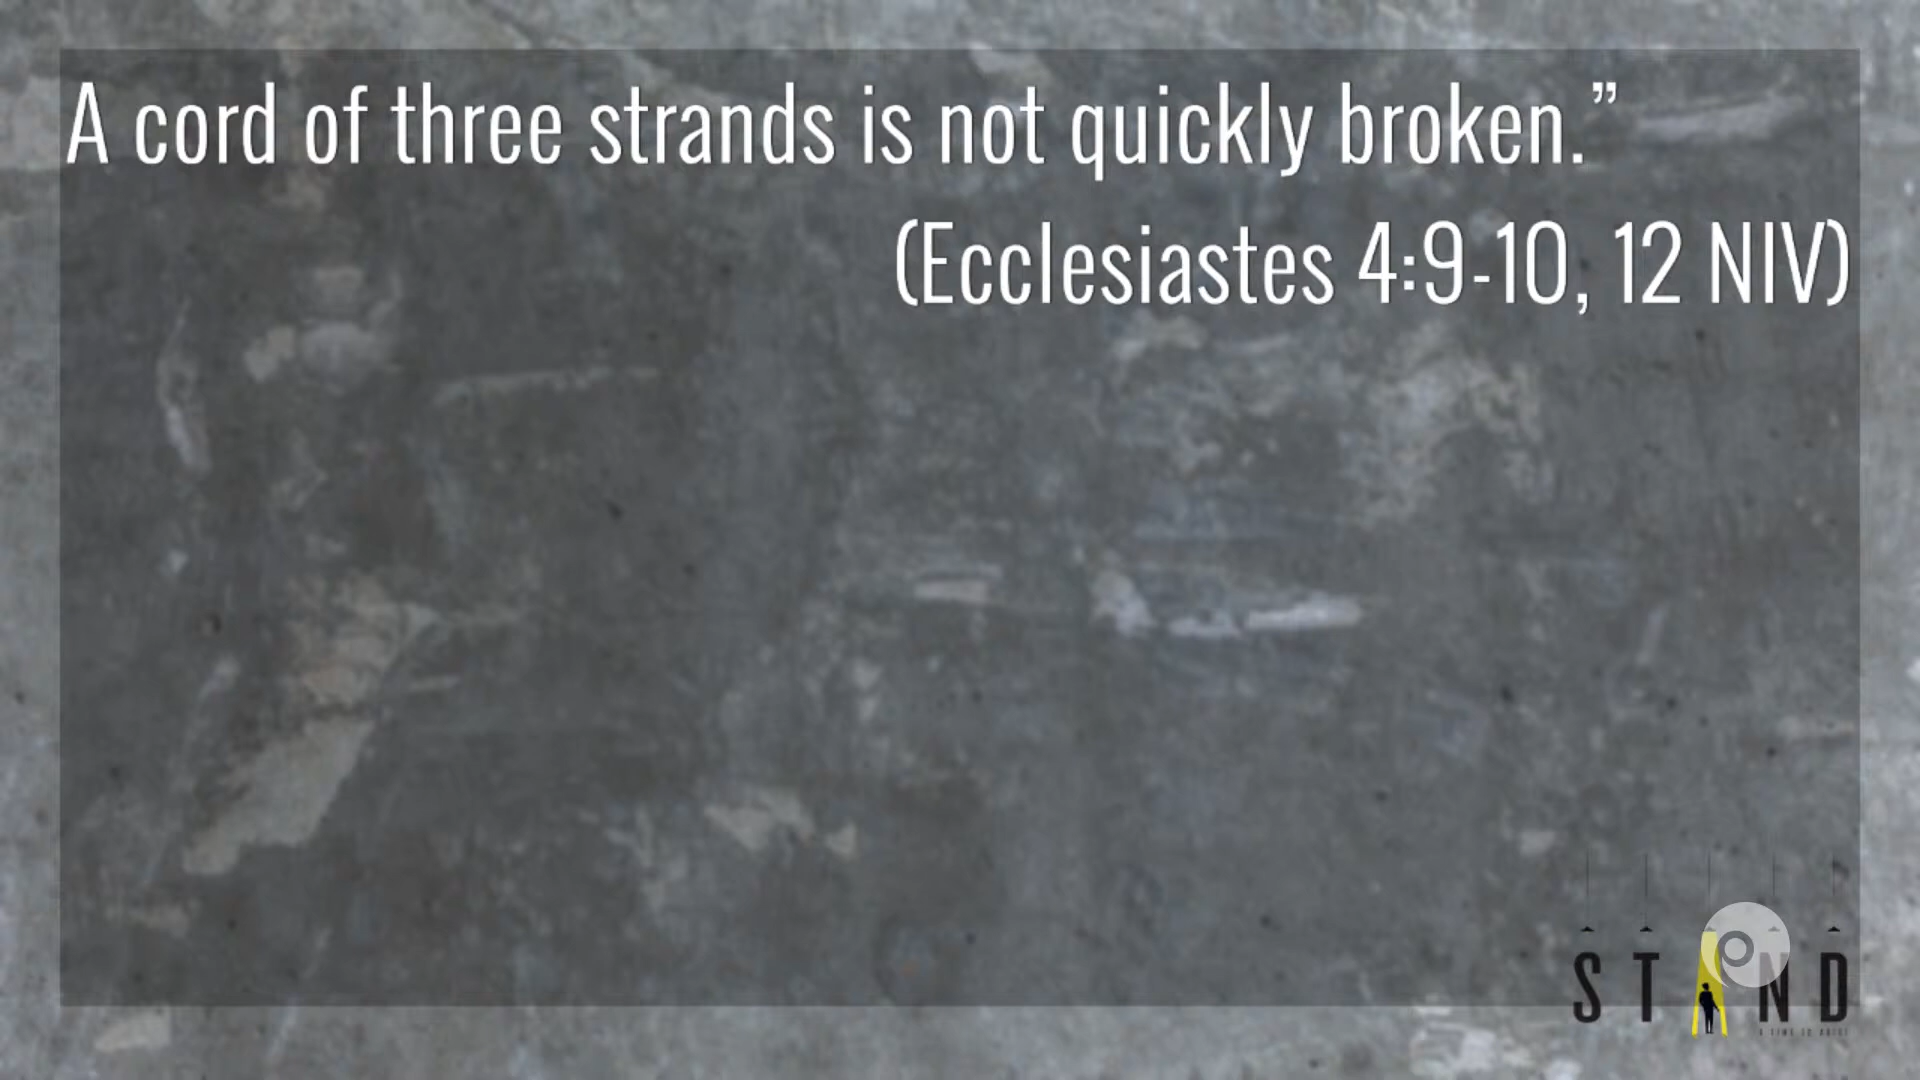 A cord of three strands is not quickly broken.”
(Ecclesiastes 4:9-10, 12 NIV)
STAND